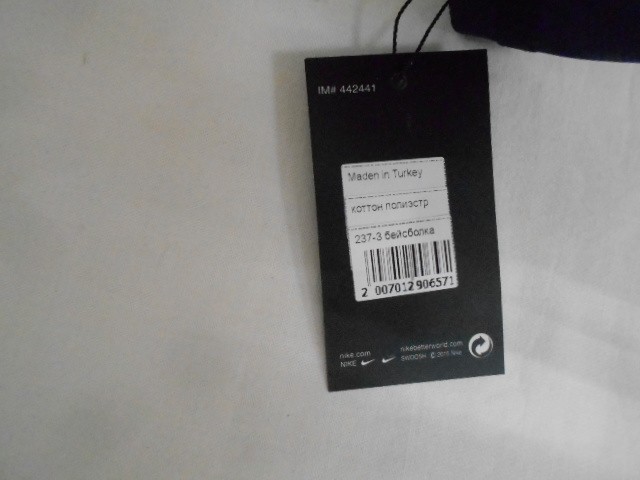 IM# 442441
Maden in Turkey
коттон полиэстр
237-3 бейсболка
2 007012 906571
nike.com
NIKE
nikebetterworld.com
SWOOSH © Nike